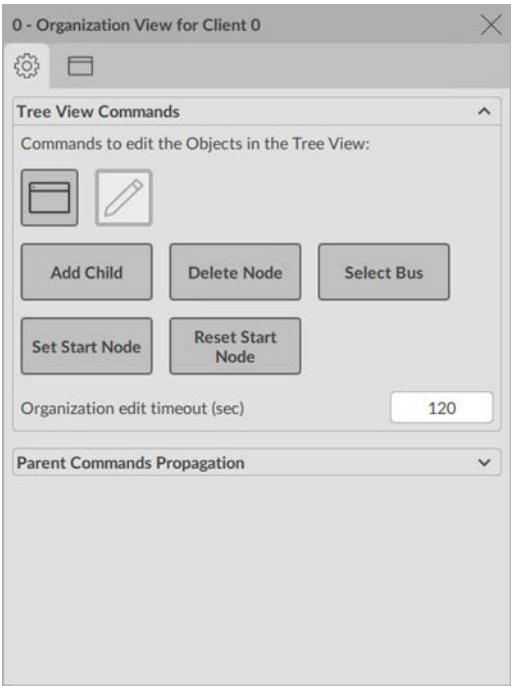 0 - Organization View for Client 0
Tree View Commands
Commands to edit the Objects in the Tree View:
Add Child
Delete Node
Select Bus
Set Start Node
Reset Start
Node
Organization edit timeout (sec)
120
Parent Commands Propagation